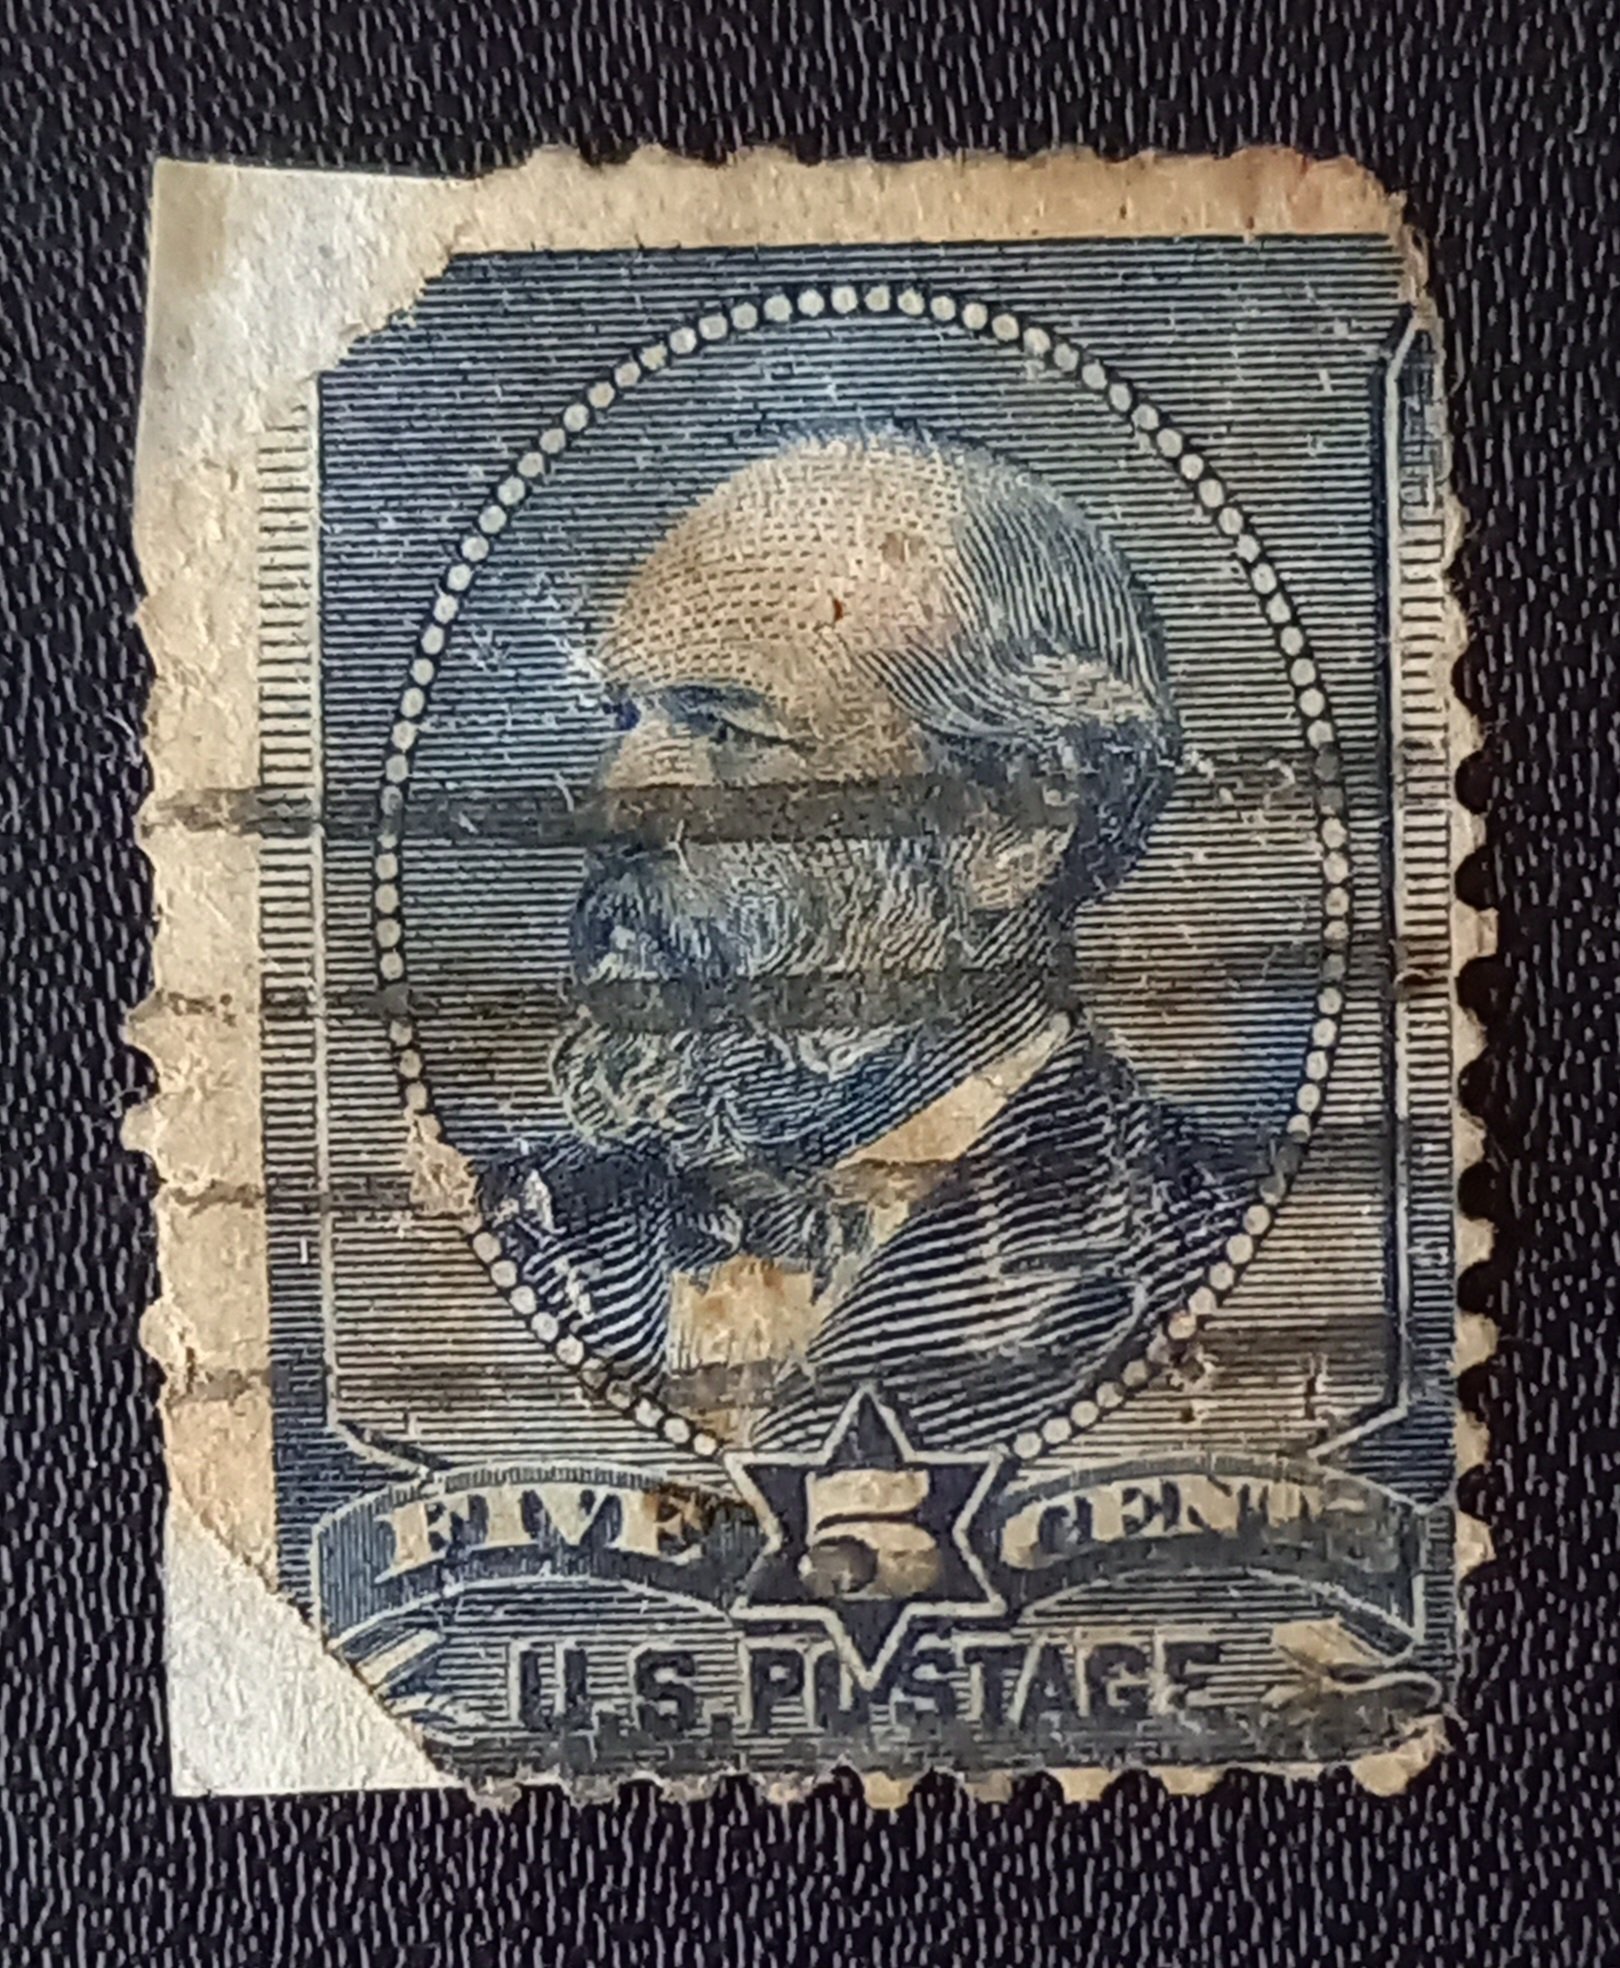 FIVE 5 CENTS
U.S. POSTAGE